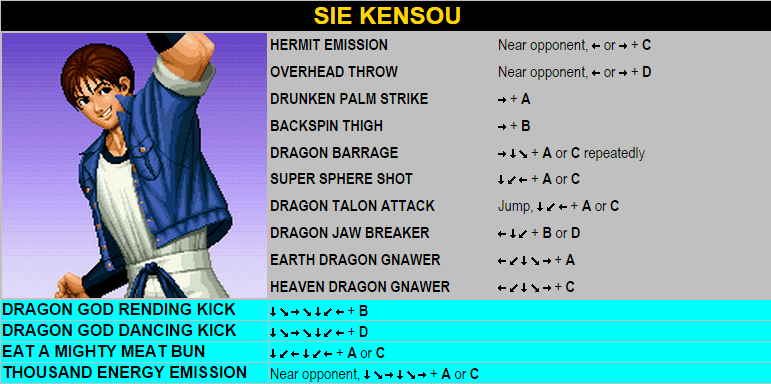 SIE KENSOU
HERMIT EMISSION Near opponent, ← or → + C
OVERHEAD THROW Near opponent, ← or → + D
DRUNKEN PALM STRIKE → + A
BACKSPIN THIGH → + B
DRAGON BARRAGE → ↓ ↘ + A or C repeatedly
SUPER SPHERE SHOT ↓ ↙ ← + A or C
DRAGON TALON ATTACK Jump, ↓ ↙ ← + A or C
DRAGON JAW BREAKER ← ↓ ↙ + B or D
EARTH DRAGON GNAWER ← ↙ ↓ ↘ → + A
HEAVEN DRAGON GNAWER ← ↙ ↓ ↘ → + C
DRAGON GOD RENDING KICK ↓ ↘ → ↘ ↓ ↙ ← + B
DRAGON GOD DANCING KICK ↓ ↘ → ↘ ↓ ↙ ← + D
EAT A MIGHTY MEAT BUN ↓ ↙ ← ↓ ↙ ← + A or C
THOUSAND ENERGY EMISSION Near opponent, ↓ ↘ → ↓ ↘ → + A or C